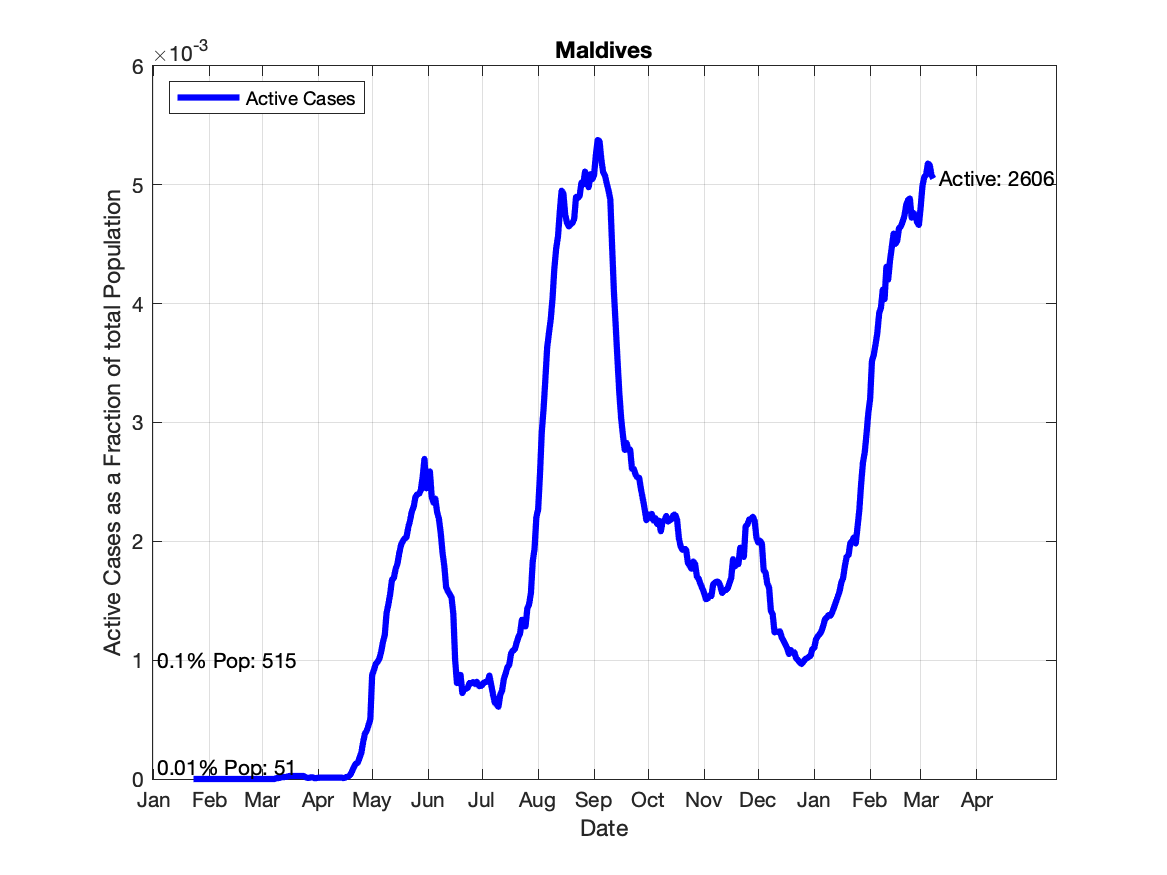 Maldives
×10-3
Active Cases
6
5
4
3
2
1
0
Active Cases as a Fraction of total Population
Active: 2606
0.1% Pop: 515
0.01% Pop: 51
Jan Feb Mar Apr May Jun Jul Aug Sep Oct Nov Dec Jan Feb Mar Apr
Date